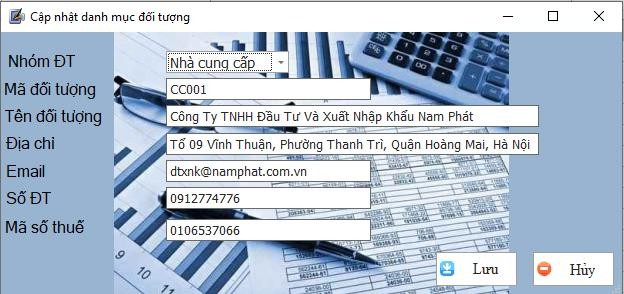 Cập nhật danh mục đối tượng
Nhóm ĐT Nhà cung cấp
Mã đối tượng CC001
Tên đối tượng Công Ty TNHH Đầu Tư Và Xuất Nhập Khẩu Nam Phát
Địa chỉ Tổ 09 Vĩnh Thuận, Phường Thanh Trì, Quận Hoàng Mai, Hà Nội
Email dtxnk@namphat.com.vn
Số ĐT 0912774776
Mã số thuế 0106537066
Lưu Hủy